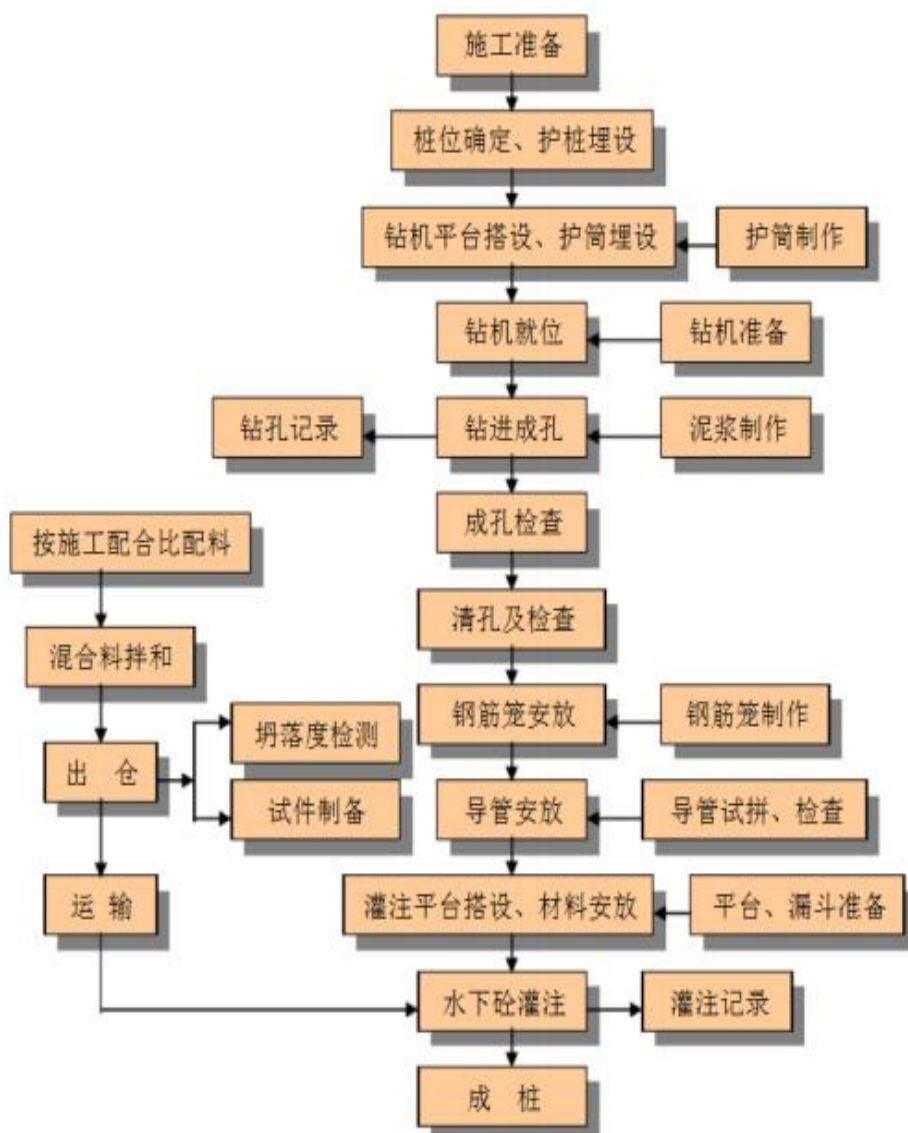 施工准备
桩位确定、护桩埋设
钻机平台搭设、护筒埋设
护筒制作
钻机就位
钻机准备
钻孔记录
钻进成孔
泥浆制作
成孔检查
按施工配合比配料
清孔及检查
混合料拌和
钢筋笼安放
钢筋笼制作
坍落度检测
出 仓
试件制备
导管安放
导管试拼、检查
运 输
灌注平台搭设、材料安放
平台、漏斗准备
水下砼灌注
灌注记录
成 桩